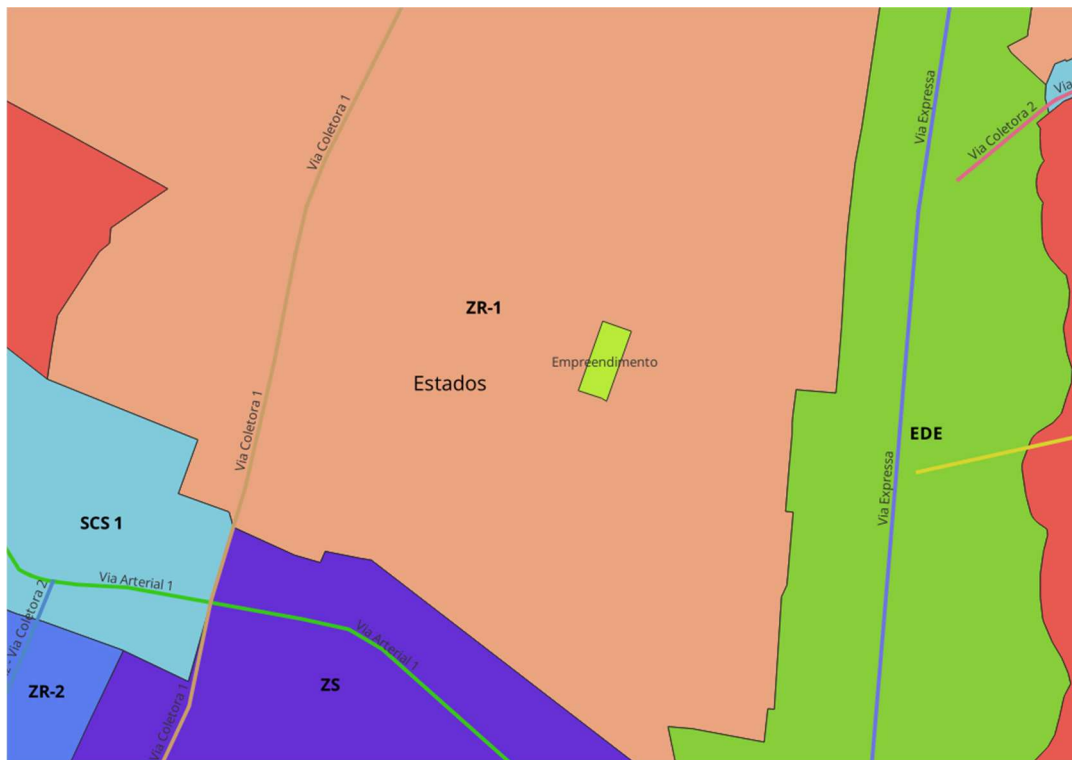 Via Coletora 1
Via Expressa
Via Coletora 2
Via
ZR-1
Empreendimento
Estados
Via Coletora 1
EDE
Via Expressa
SCS 1
Via Arterial 1
Via Coletora 2
Via Arterial 1
ZR-2
ZS
Via Coletora 1